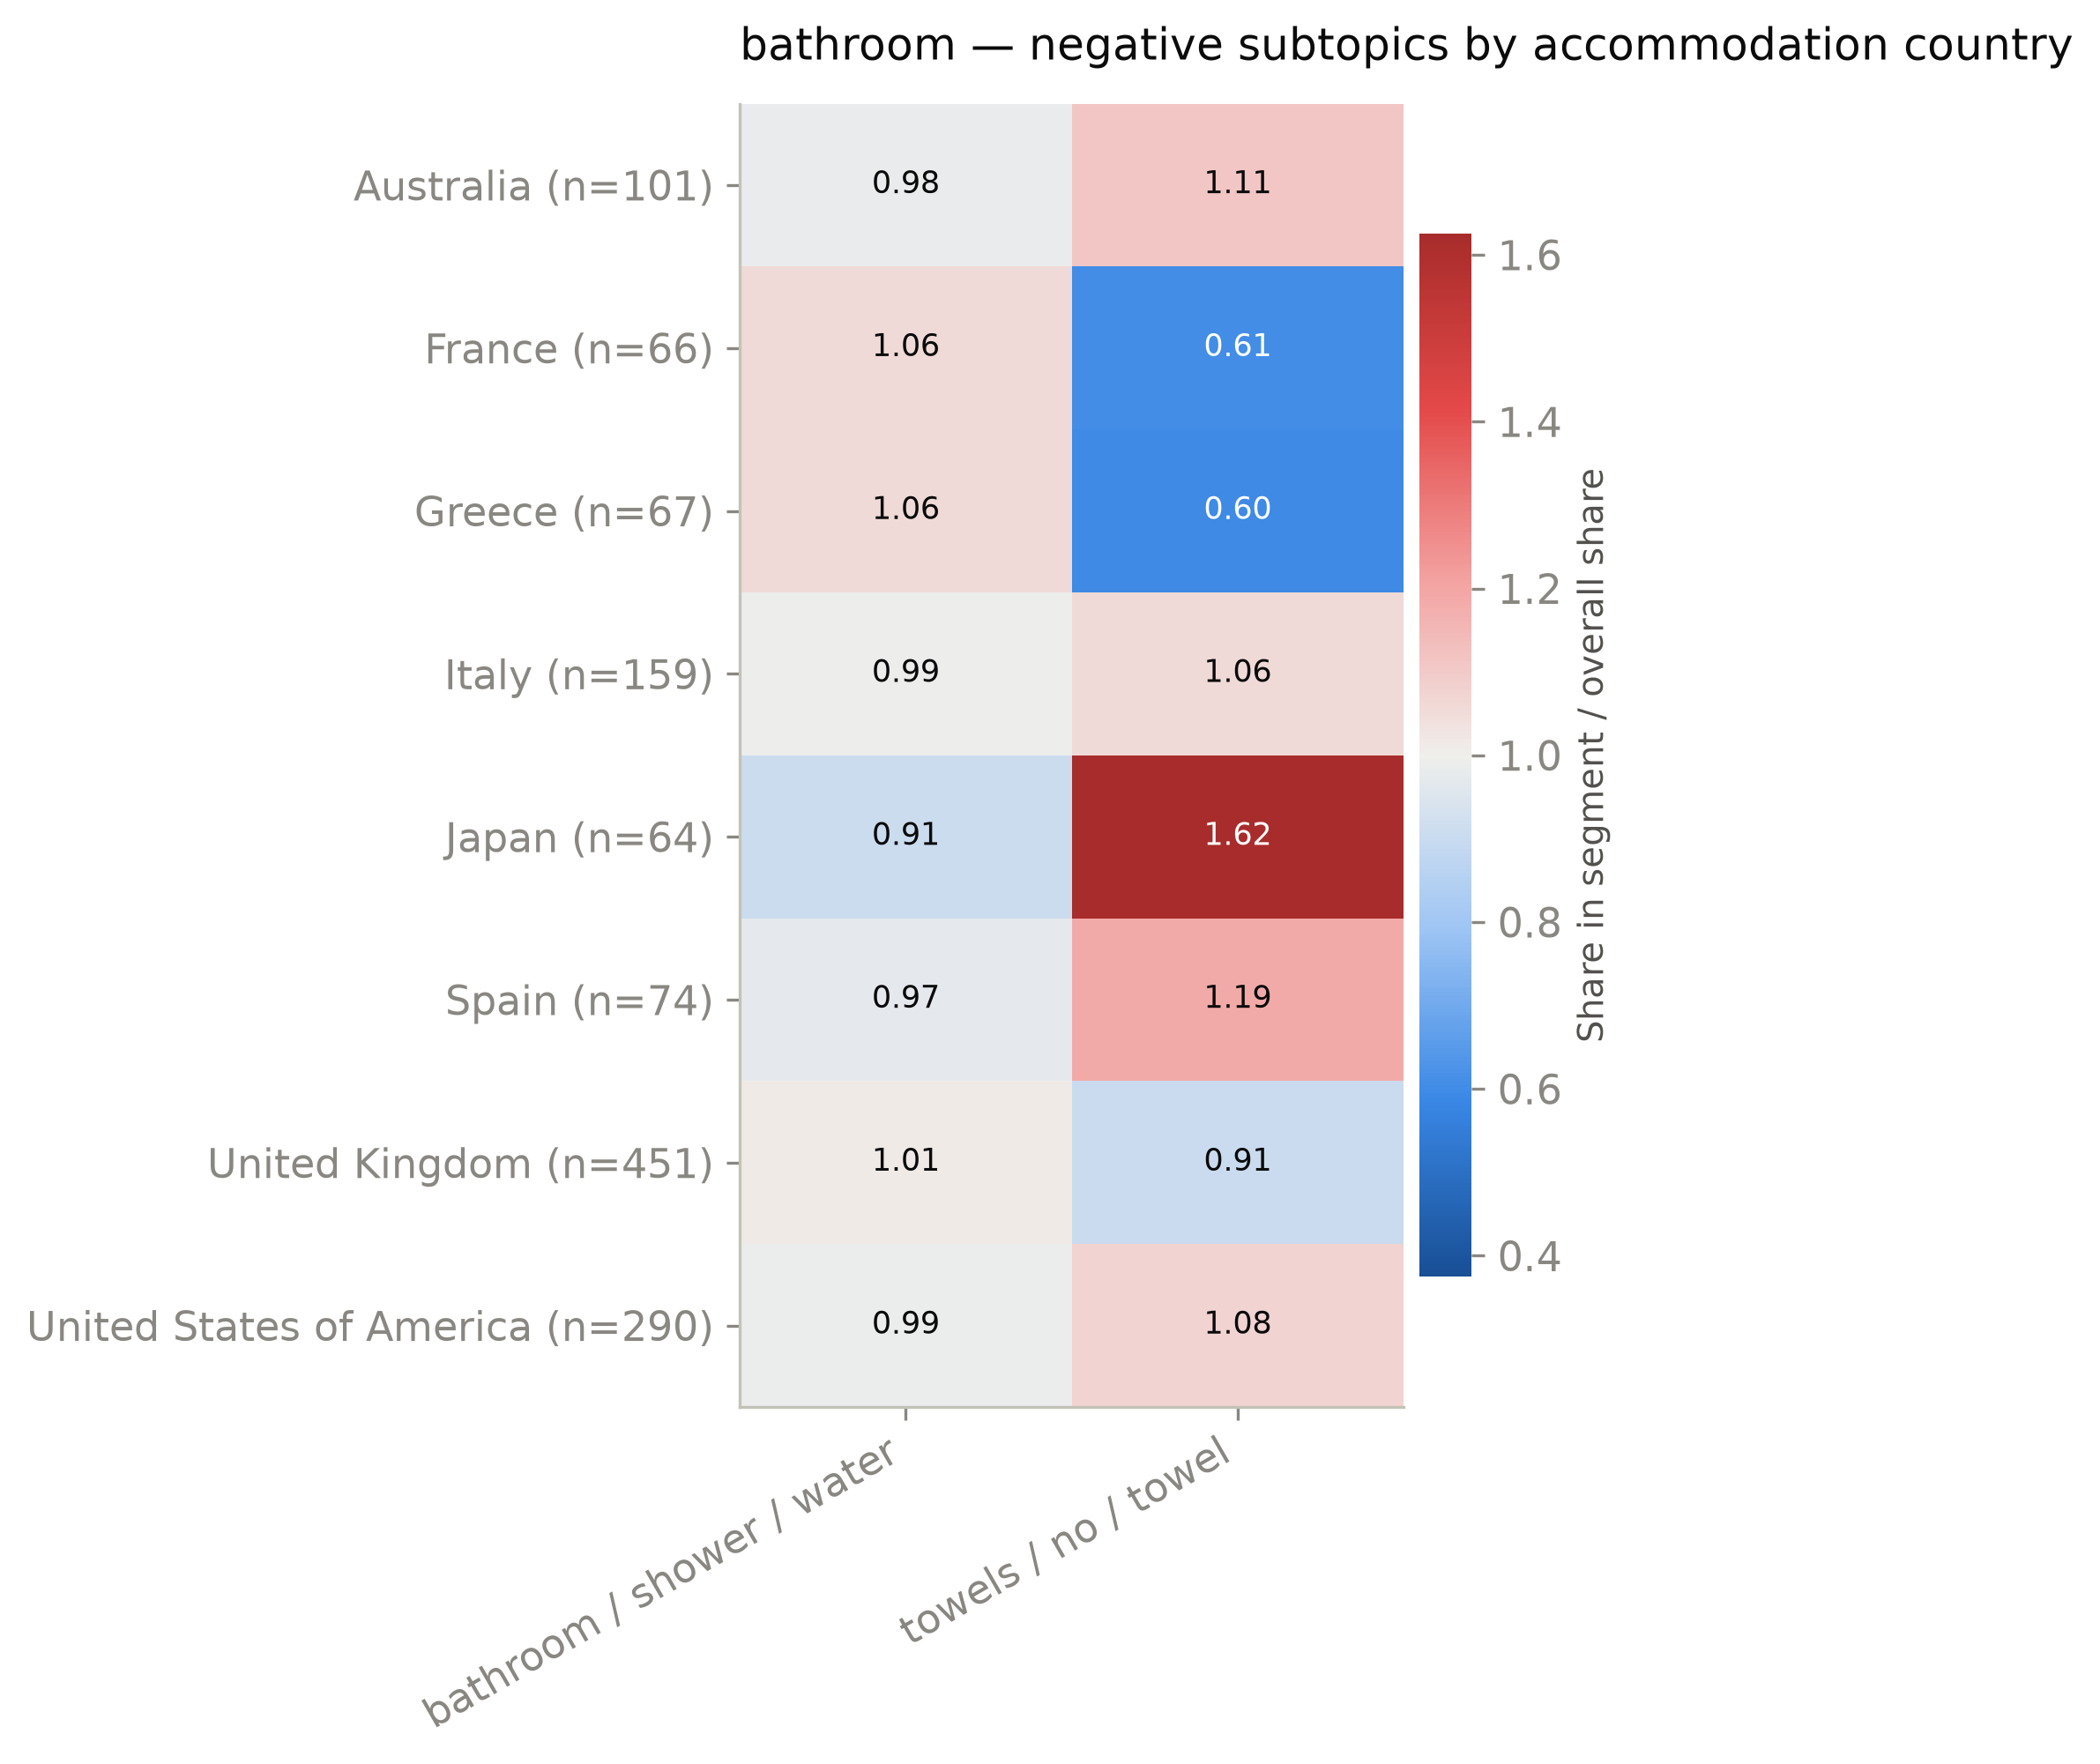 bathroom — negative subtopics by accommodation country
Australia (n=101) 0.98 1.11
France (n=66) 1.06 0.61
Greece (n=67) 1.06 0.60
Italy (n=159) 0.99 1.06
Japan (n=64) 0.91 1.62
Spain (n=74) 0.97 1.19
United Kingdom (n=451) 1.01 0.91
United States of America (n=290) 0.99 1.08
bathroom / shower / water
towels / no / towel
1.6
1.4
1.2
1.0
0.8
0.6
0.4
Share in segment / overall share